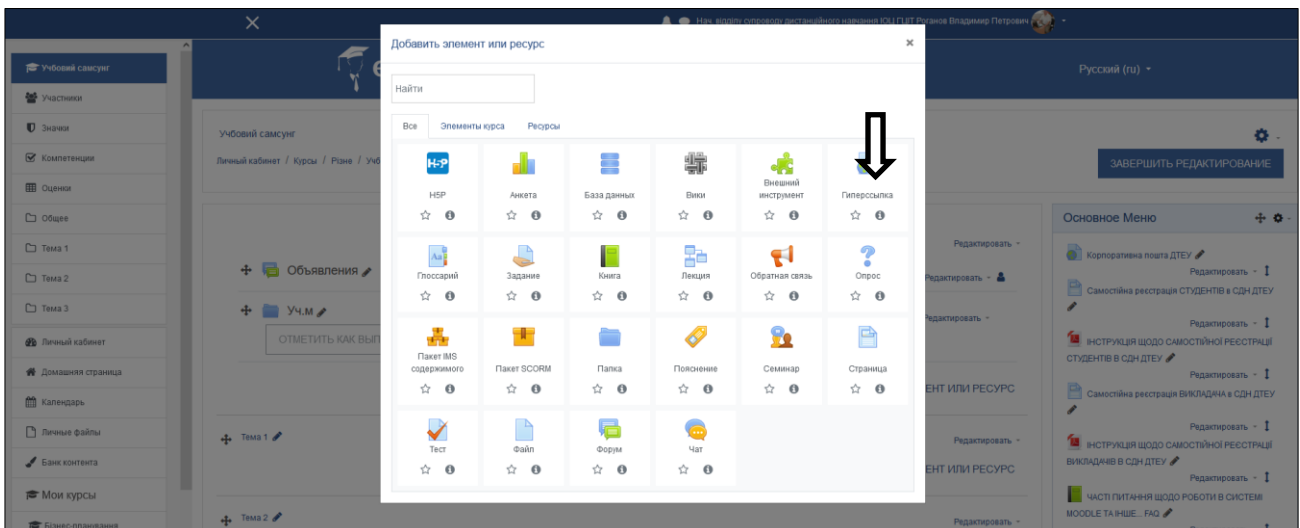 Нач. відділу супроводу дистанційного навчання ІОЦ ГЦІТ Роганов Владимир Петрович
Учбовий самсунг
Участники
Значки
Компетенции
Оценки
Общее
Тема 1
Тема 2
Тема 3
Личный кабинет
Домашняя страница
Календарь
Личные файлы
Банк контента
Мои курсы
Бізнес-планування
Русский (ru)
Учбовий самсунг
Личный кабинет / Курсы / Різне /
ЗАВЕРШИТЬ РЕДАКТИРОВАНИЕ
Объявления
Уч.м
ОТМЕТИТЬ КАК
Тема 1
Тема 2
Добавить элемент или ресурс
Найти
Все Элементы курса Ресурсы
H5P
H5P Анкета База данных Вики Внешний инструмент Гиперссылка
Глоссарий Задание Книга Лекция Обратная связь Опрос
Пакет IMS содержимого Пакет SCORM Папка Пояснение Семинар Страница
Тест Файл Форум Чат
Редактировать
Редактировать
Редактировать
ИЛИ РЕСУРС
Редактировать
ИЛИ РЕСУРС
Редактировать
Основное Меню
Корпоративна пошта ДТЕУ
Редактировать
Самостійна реєстрація СТУДЕНТІВ в СДН ДТЕУ
Редактировать
ІНСТРУКЦІЯ ЩОДО САМОСТІЙНОЇ РЕЄСТРАЦІЇ
СТУДЕНТІВ В СДН ДТЕУ
Редактировать
Самостійна реєстрація ВИКЛАДАЧА в СДН ДТЕУ
Редактировать
ІНСТРУКЦІЯ ЩОДО САМОСТІЙНОЇ РЕЄСТРАЦІЇ
ВИКЛАДАЧІВ В СДН ДТЕУ
Редактировать
ЧАСТІ ПИТАННЯ ЩОДО РОБОТИ В СИСТЕМІ
MOODLE ТА ІНШЕ... FAQ
Редактировать